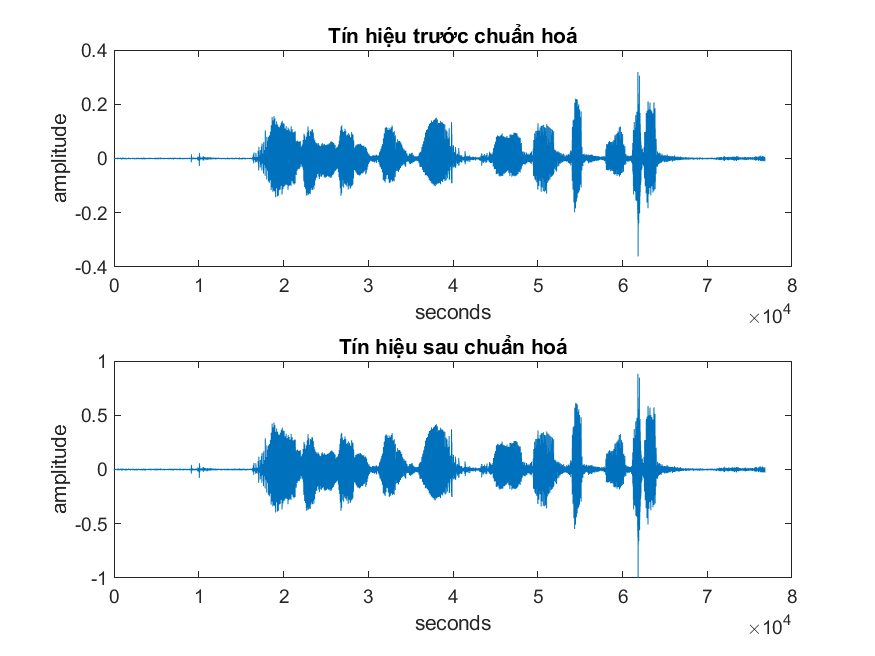 Tín hiệu trước chuẩn hoá
0.4
0.2
0
-0.2
-0.4
amplitude
0 1 2 3 4 5 6 7 8
seconds
×10^4
Tín hiệu sau chuẩn hoá
1
0.5
0
-0.5
-1
amplitude
0 1 2 3 4 5 6 7 8
seconds
×10^4